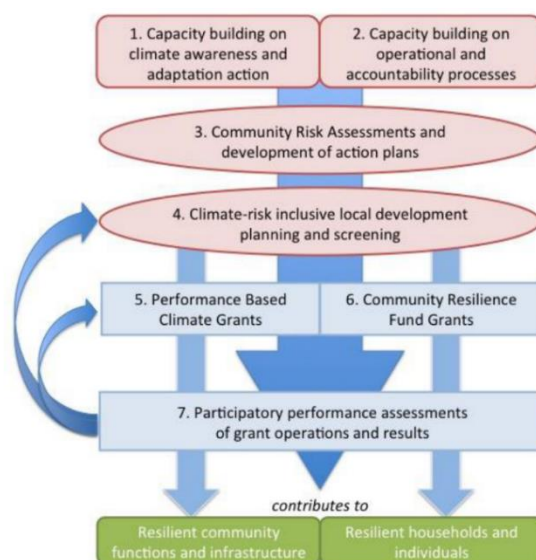 1. Capacity building on
climate awareness and
adaptation action
2. Capacity building on
operational and
accountability processes
3. Community Risk Assessments and
development of action plans
4. Climate-risk inclusive local development
planning and screening
5. Performance Based
Climate Grants
6. Community Resilience
Fund Grants
7. Participatory performance assessments
of grant operations and results
contributes to
Resilient community
functions and infrastructure
Resilient households and
individuals